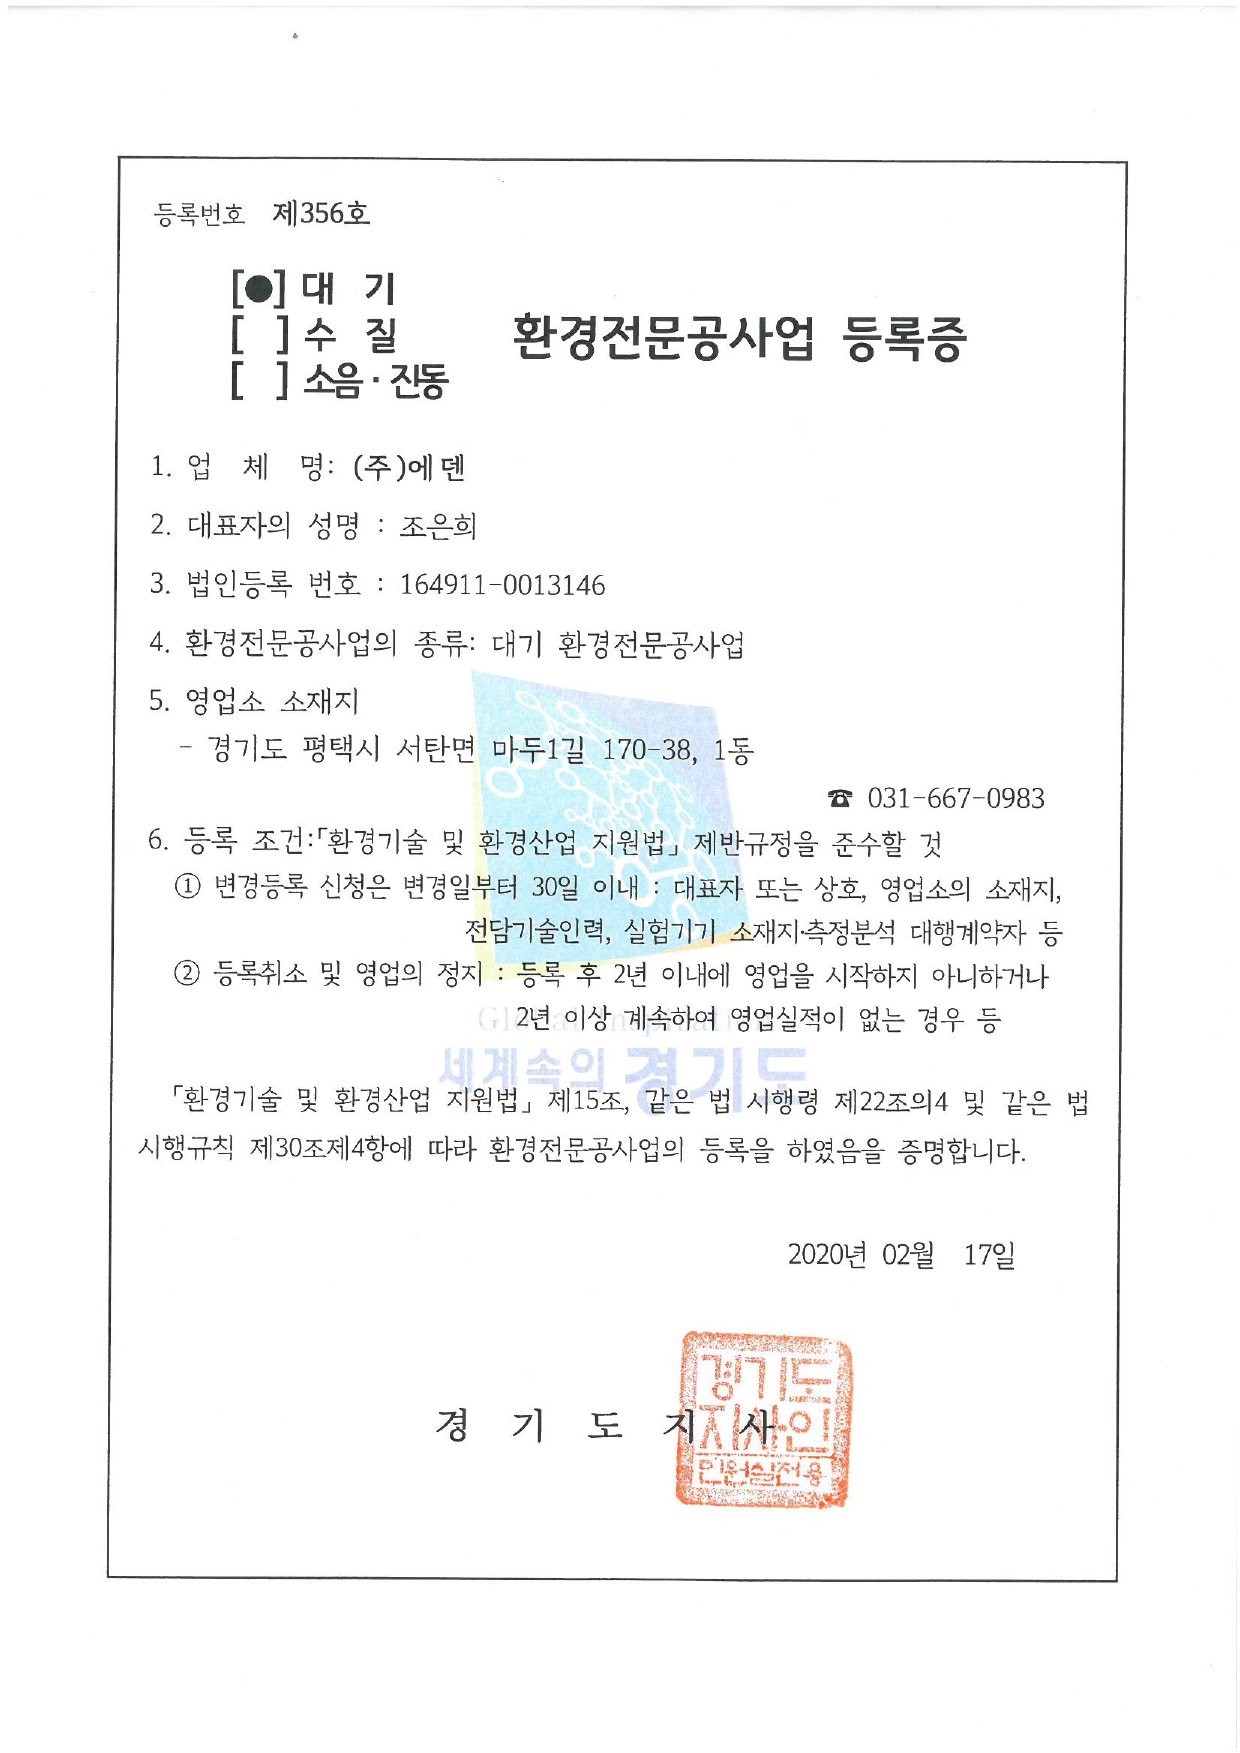 등록번호 제356호
[●] 대 기
[ ] 수 질
[ ] 소음·진동
환경전문공사업 등록증
1. 업 체 명: (주)에덴
2. 대표자의 성명 : 조은희
3. 법인등록 번호 : 164911-0013146
4. 환경전문공사업의 종류: 대기 환경전문공사업
5. 영업소 소재지
- 경기도 평택시 서탄면 마두1길 170-38, 1동
☎ 031-667-0983
6. 등록 조건:「환경기술 및 환경산업 지원법」 제반규정을 준수할 것
① 변경등록 신청은 변경일부터 30일 이내 : 대표자 또는 상호, 영업소의 소재지,
전담기술인력, 실험기기 소재지·측정분석 대행계약자 등
② 등록취소 및 영업의 정지 : 등록 후 2년 이내에 영업을 시작하지 아니하거나
2년 이상 계속하여 영업실적이 없는 경우 등
Global Inspiration
세계속의 경기도
「환경기술 및 환경산업 지원법」 제15조, 같은 법 시행령 제22조의4 및 같은 법
시행규칙 제30조제4항에 따라 환경전문공사업의 등록을 하였음을 증명합니다.
2020년 02월 17일
경 기 도 지 사
경기도
지사인
민원실전용